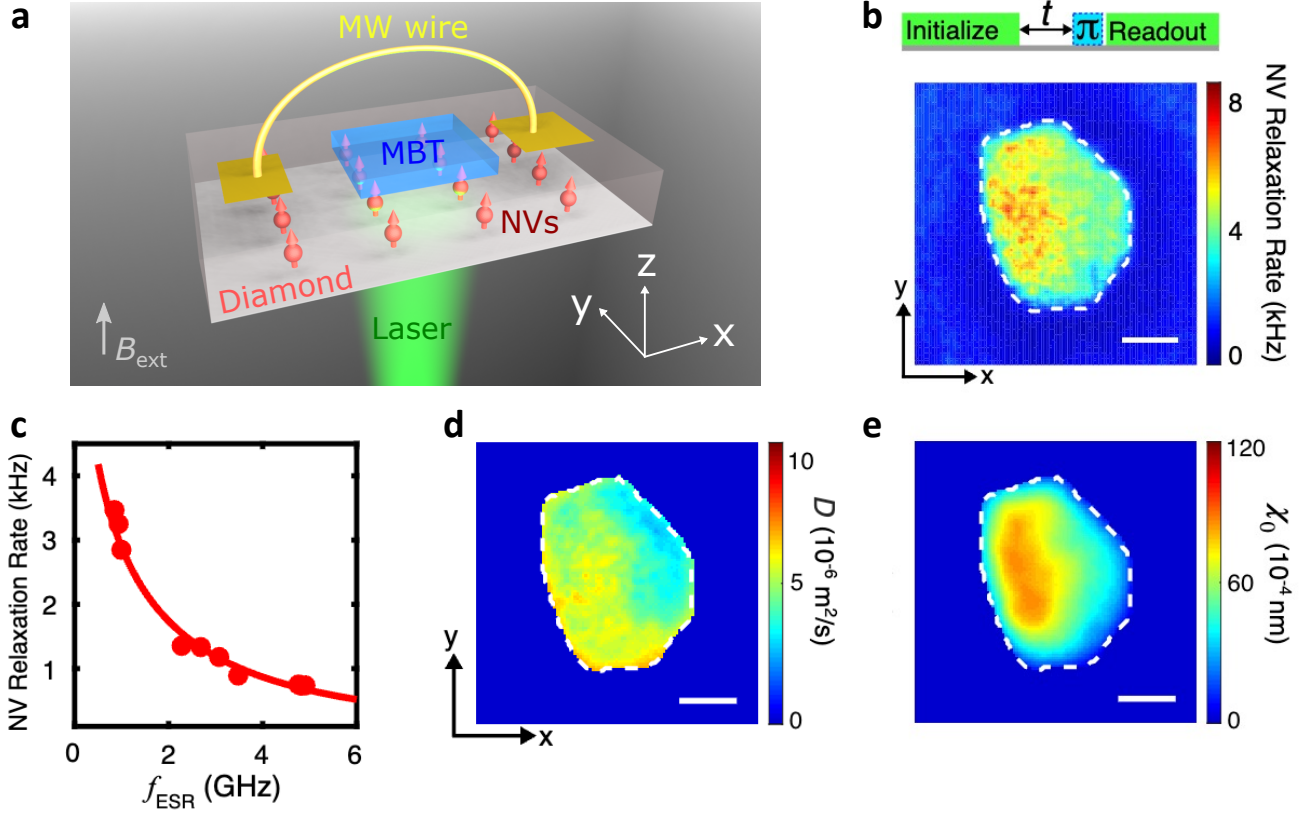 a
MW wire
MBT
NVs
Diamond
Laser
B_ext
z
y
x
b
Initialize
t
π
Readout
8
4
0
NV Relaxation Rate (kHz)
y
x
c
NV Relaxation Rate (kHz)
4
3
2
1
0 2 4 6
f_ESR (GHz)
d
10
5
0
D (10⁻⁶ m²/s)
y
x
e
120
60
0
χ₀ (10⁻⁴ nm)